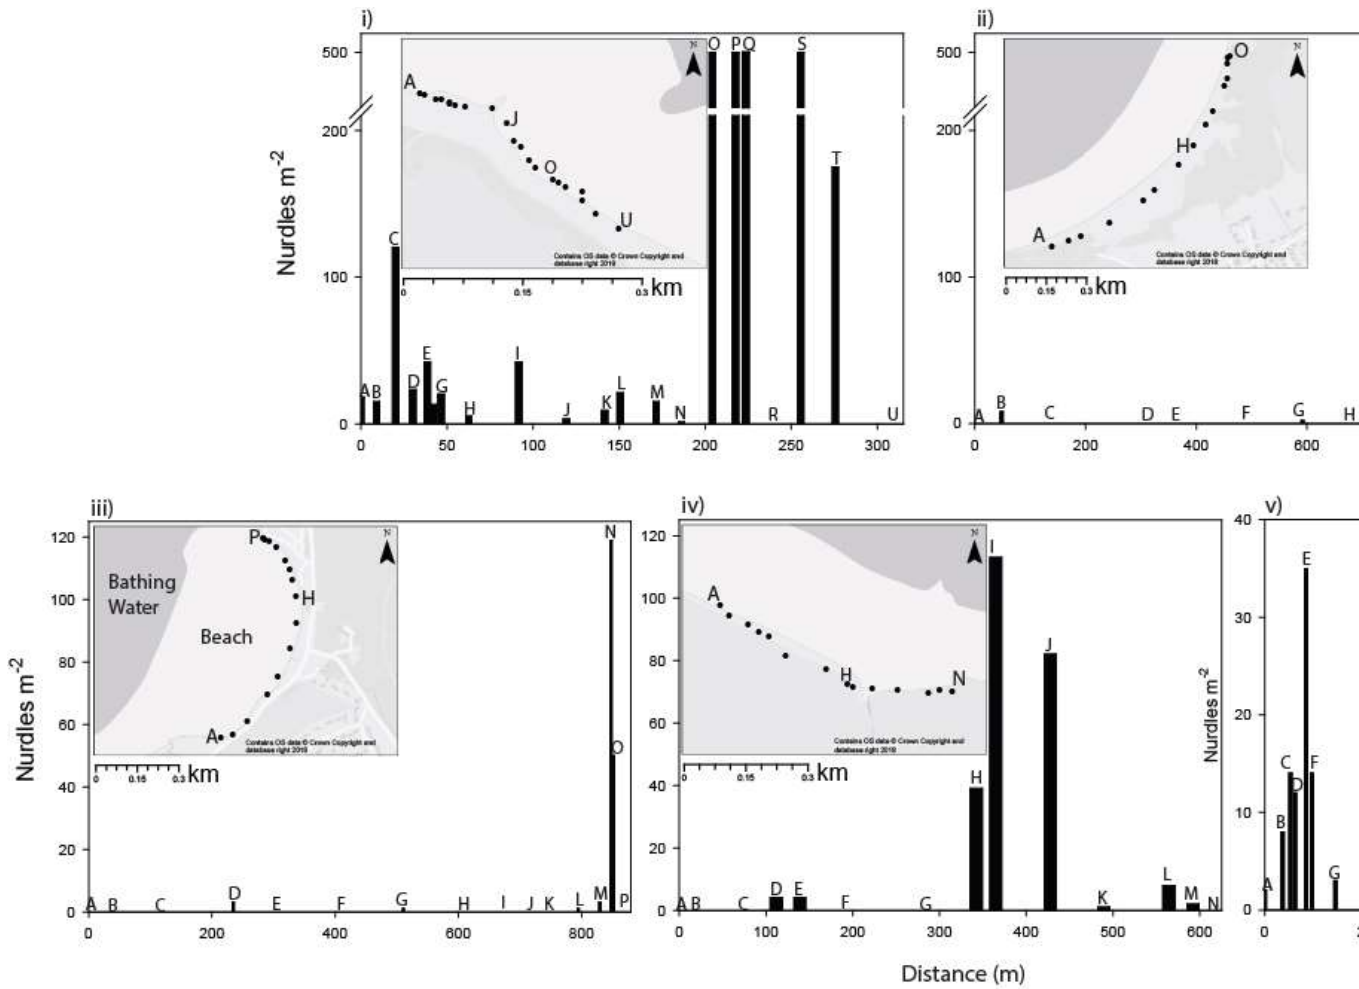 i)
Nurdles m-2
500
200
100
0
A
J
O
U
N
Contains OS data © Crown Copyright and
database right 2018
0 0.15 0.3 km
A B C D E G H I J K L M N O P Q R S T U
0 50 100 150 200 250 300
ii)
500
200
100
0
A
H
O
N
Contains OS data © Crown Copyright and
database right 2018
0 0.15 0.3 km
A B C D E F G H
0 200 400 600
iii)
Nurdles m-2
120
100
80
60
40
20
0
P
H
A
N
Bathing
Water
Beach
Contains OS data © Crown Copyright and
database right 2018
0 0.15 0.3 km
A B C D E F G H I J K L M N O P
0 200 400 600 800
iv)
120
100
80
60
40
20
0
A
H
N
N
Contains OS data © Crown Copyright and
database right 2018
0 0.15 0.3 km
A B C D E F G H I J K L M N
0 100 200 300 400 500 600
v)
Nurdles m-2
40
30
20
10
0
A B C D E F G
0 2
Distance (m)